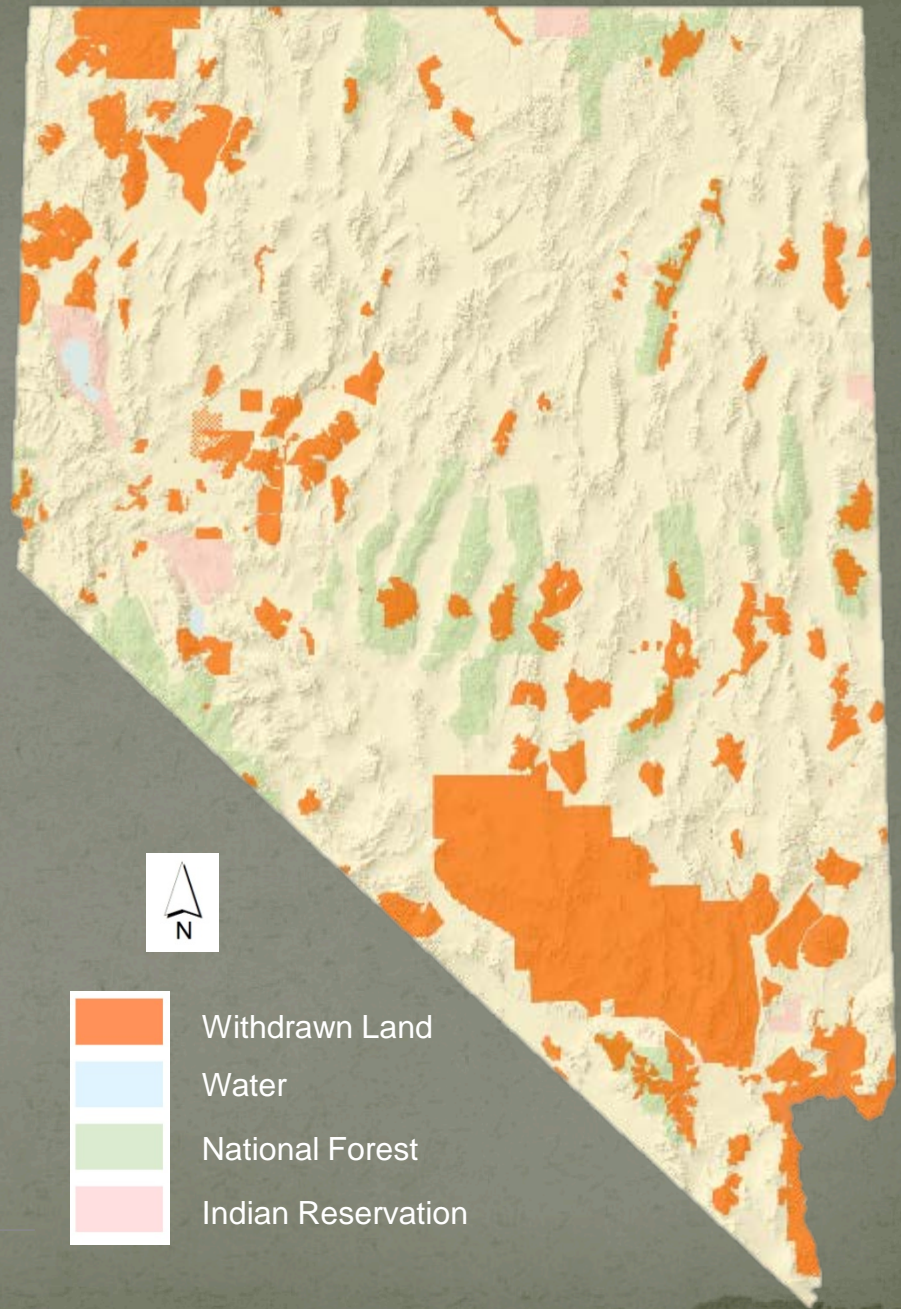 N
Withdrawn Land
Water
National Forest
Indian Reservation